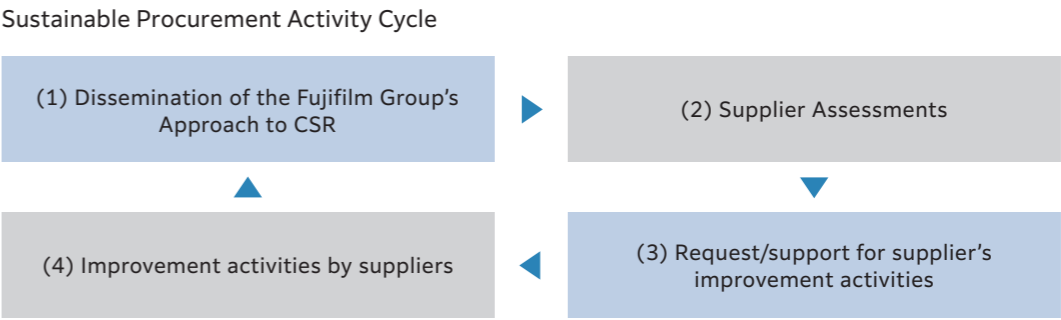 Sustainable Procurement Activity Cycle
(1) Dissemination of the Fujifilm Group’s
Approach to CSR
(2) Supplier Assessments
(3) Request/support for supplier’s
improvement activities
(4) Improvement activities by suppliers